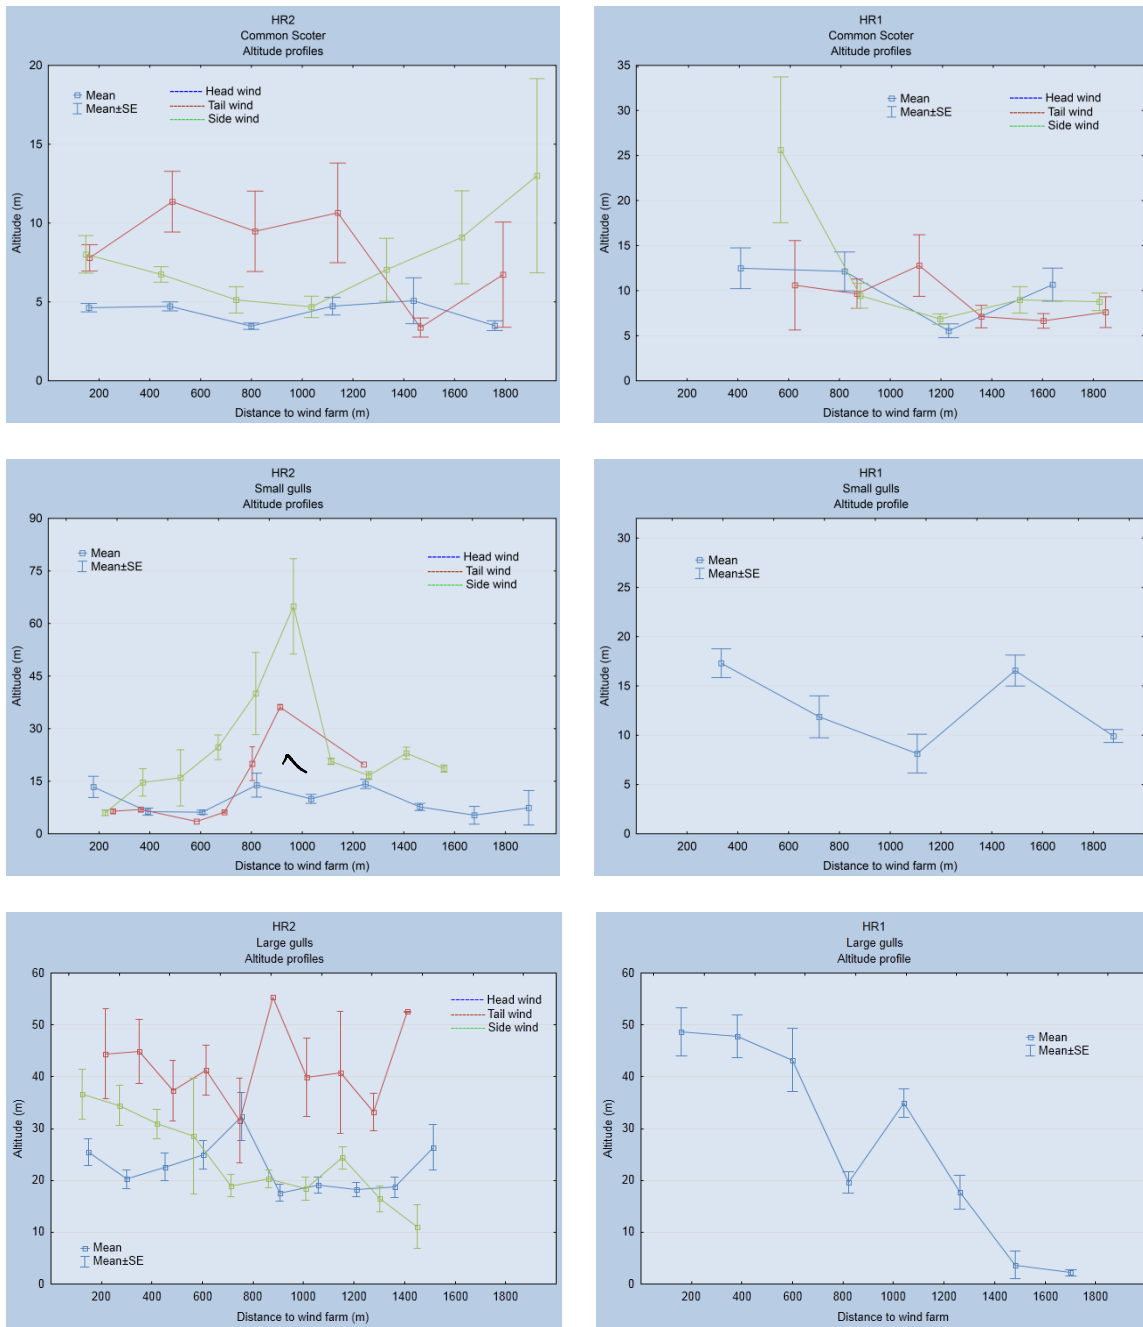 HR2
Common Scoter
Altitude profiles
20
15
10
5
0
Altitude (m)
Mean
Mean±SE
Head wind
Tail wind
Side wind
200 400 600 800 1000 1200 1400 1600 1800
Distance to wind farm (m)
HR1
Common Scoter
Altitude profiles
35
30
25
20
15
10
5
0
Altitude (m)
Mean
Mean±SE
Head wind
Tail wind
Side wind
200 400 600 800 1000 1200 1400 1600 1800
Distance to wind farm (m)
HR2
Small gulls
Altitude profiles
90
75
60
45
30
15
0
Altitude (m)
Mean
Mean±SE
Head wind
Tail wind
Side wind
200 400 600 800 1000 1200 1400 1600 1800
Distance to wind farm (m)
HR1
Small gulls
Altitude profile
30
25
20
15
10
5
0
Altitude (m)
Mean
Mean±SE
200 400 600 800 1000 1200 1400 1600 1800
Distance to wind farm (m)
HR2
Large gulls
Altitude profiles
60
50
40
30
20
10
0
Altitude (m)
Head wind
Tail wind
Side wind
Mean
Mean±SE
200 400 600 800 1000 1200 1400 1600 1800
Distance to wind farm (m)
HR1
Large gulls
Altitude profile
60
50
40
30
20
10
0
Altitude (m)
Mean
Mean±SE
200 400 600 800 1000 1200 1400 1600 1800
Distance to wind farm